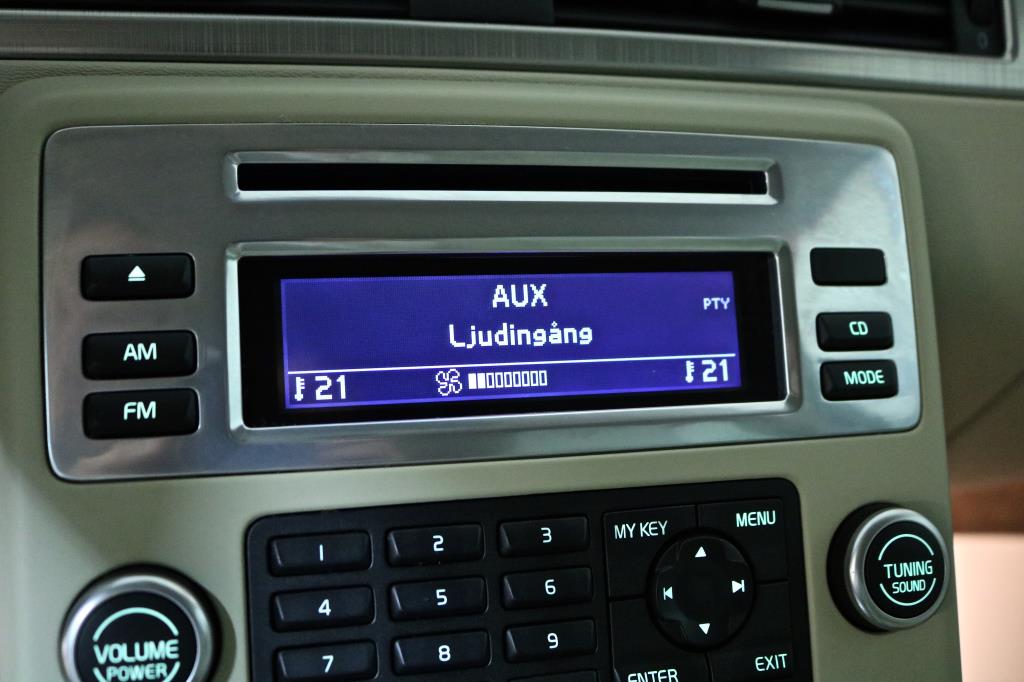 AUX
PTY
Ljudingång
21
21
AM
FM
CD
MODE
1 2 3
4 5 6
7 8 9
MY KEY
MENU
ENTER
EXIT
VOLUME
POWER
TUNING
SOUND